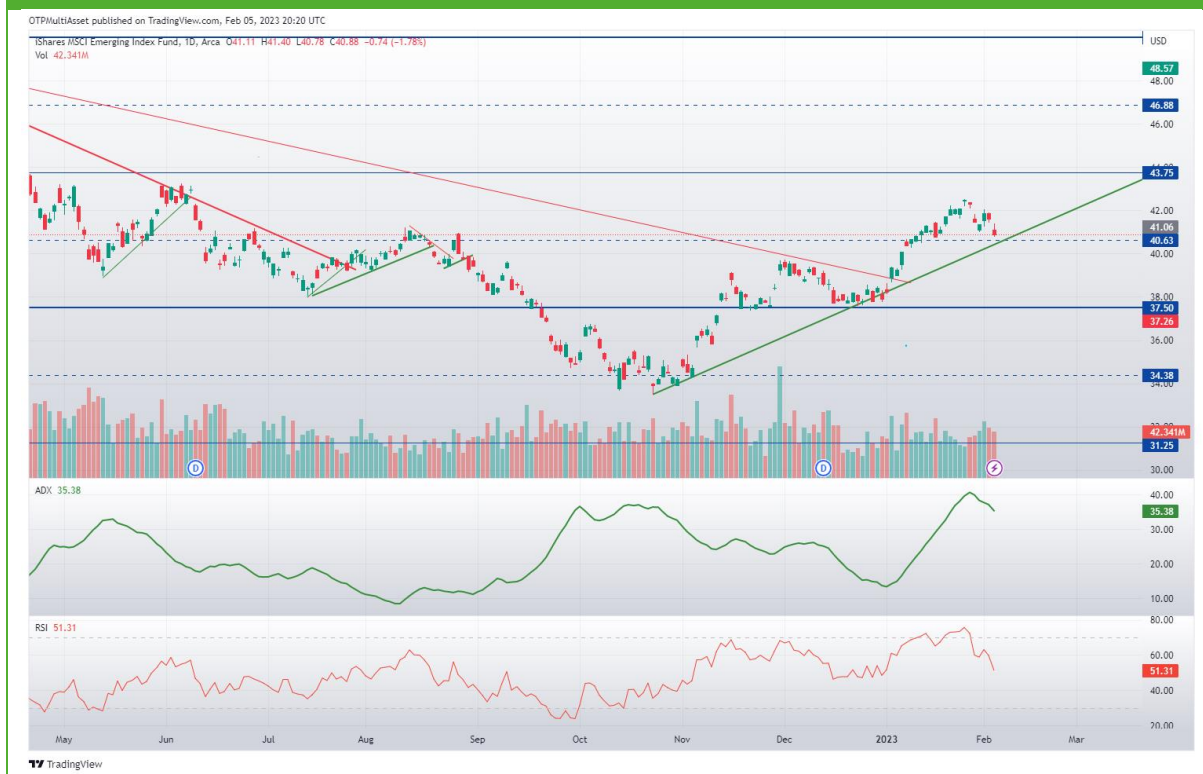 OTPMultiAsset published on TradingView.com, Feb 05, 2023 20:20 UTC
iShares MSCI Emerging Index Fund, 1D, Arca O41.11 H41.40 L40.78 C40.88 −0.74 (−1.78%)
USD
Vol 42.341M
48.57
48.00
46.88
46.00
43.75
42.00
41.06
40.63
40.00
38.00
37.50
37.26
36.00
34.38
34.00
42.341M
31.25
30.00
D
D
ADX 35.38
40.00
35.38
30.00
20.00
10.00
RSI 51.31
80.00
60.00
51.31
40.00
20.00
May Jun Jul Aug Sep Oct Nov Dec 2023 Feb Mar
TradingView